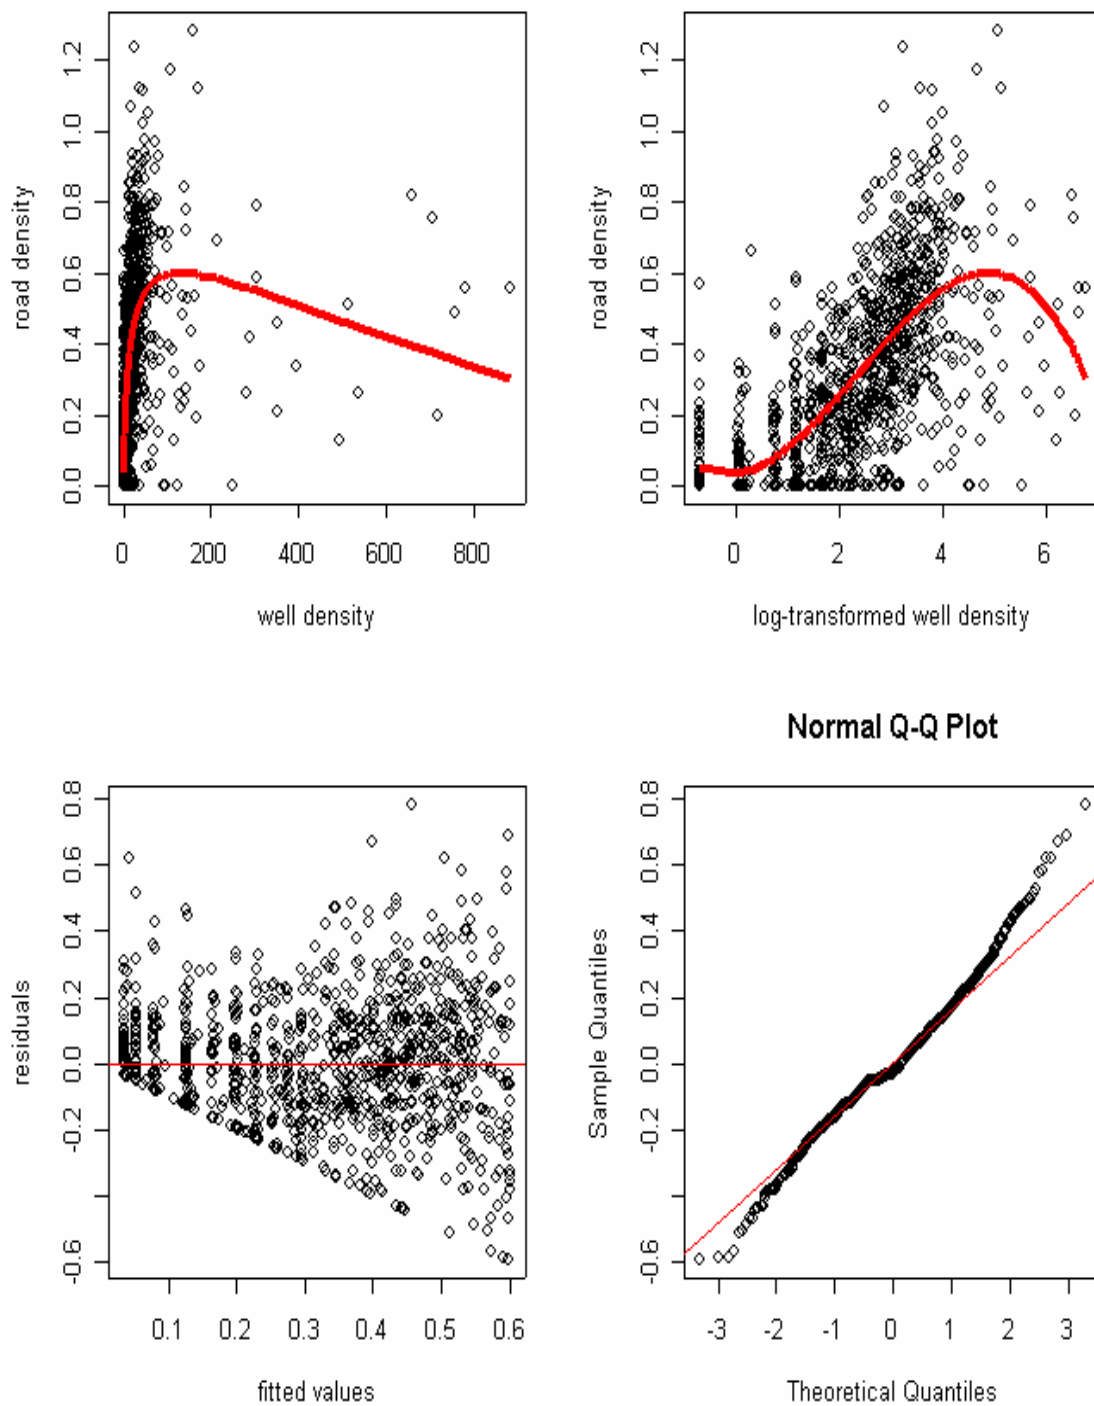 road density
0.0 0.2 0.4 0.6 0.8 1.0 1.2
0 200 400 600 800
well density
road density
0.0 0.2 0.4 0.6 0.8 1.0 1.2
0 2 4 6
log-transformed well density
residuals
-0.6 -0.2 0.0 0.2 0.4 0.6 0.8
0.1 0.2 0.3 0.4 0.5 0.6
fitted values
Normal Q-Q Plot
Sample Quantiles
-0.6 -0.2 0.0 0.2 0.4 0.6 0.8
-3 -2 -1 0 1 2 3
Theoretical Quantiles